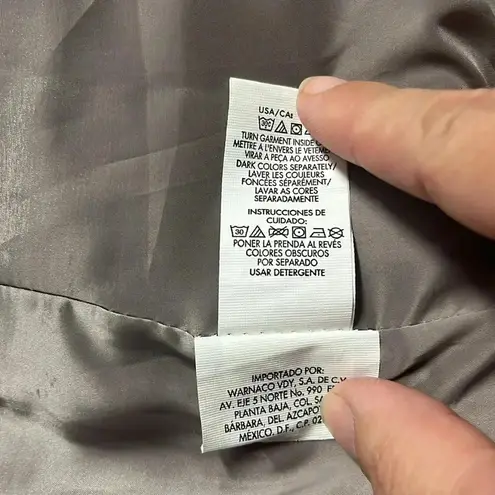 USA/CA:
30C
TURN GARMENT INSIDE
METTRE A L'ENVERS LE VETEM
VIRAR A PEÇA AO AVESSO
DARK COLORS SEPARATELY/
LAVER LES COULEURS
FONCÉES SÉPARÉMENT/
LAVAR AS CORES
SEPARADAMENTE
INSTRUCCIONES DE
CUIDADO:
30
PONER LA PRENDA AL REVÉS
COLORES OBSCUROS
POR SEPARADO
USAR DETERGENTE
IMPORTADO POR:
WARNACO VDY, S.A. DE C.V.
AV. EJE 5 NORTE No. 990
PLANTA BAJA, COL. SA
BÁRBARA, DEL. AZCAPOT
MÉXICO. D.F., C.P. 02